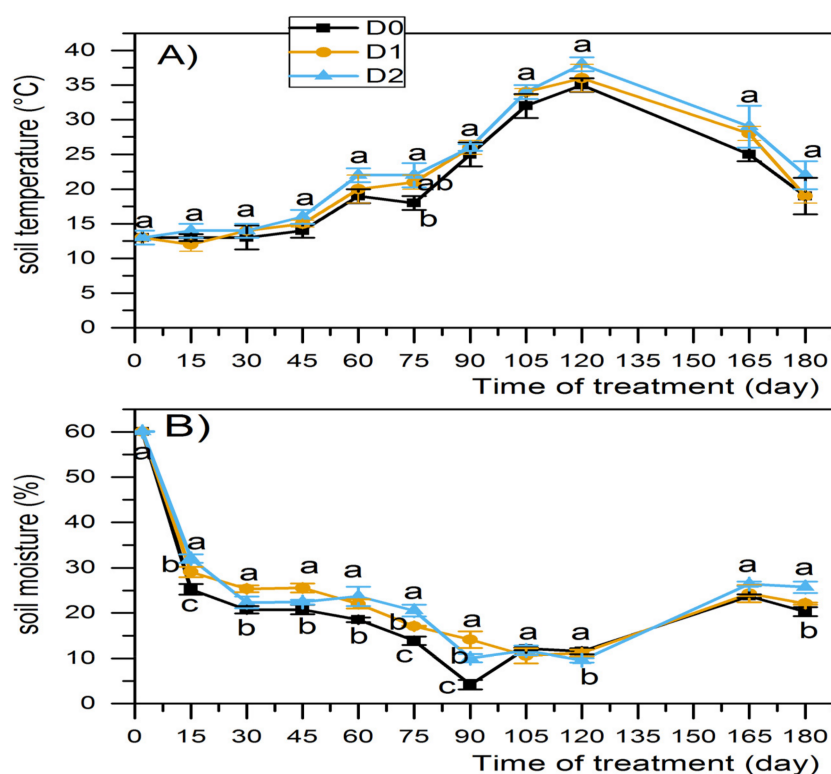 D0
D1
D2
A)
soil temperature (°C)
40
35
30
25
20
15
10
5
0
a a a a a a ab b a a a a a
0 15 30 45 60 75 90 105 120 135 150 165 180
Time of treatment (day)
B)
soil moisture (%)
60
50
40
30
20
10
0
a
a b c
a b
a b
a b
a b c
a b c
a
a b
a
a b
0 15 30 45 60 75 90 105 120 135 150 165 180
Time of treatment (day)